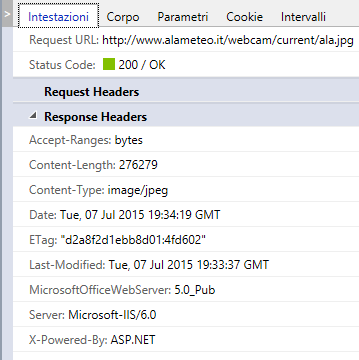 Intestazioni Corpo Parametri Cookie Intervalli
Request URL: http://www.alameteo.it/webcam/current/ala.jpg
Status Code: 200 / OK
Request Headers
Response Headers
Accept-Ranges: bytes
Content-Length: 276279
Content-Type: image/jpeg
Date: Tue, 07 Jul 2015 19:34:19 GMT
ETag: "d2a8f2d1ebb8d01:4fd602"
Last-Modified: Tue, 07 Jul 2015 19:33:37 GMT
MicrosoftOfficeWebServer: 5.0_Pub
Server: Microsoft-IIS/6.0
X-Powered-By: ASP.NET